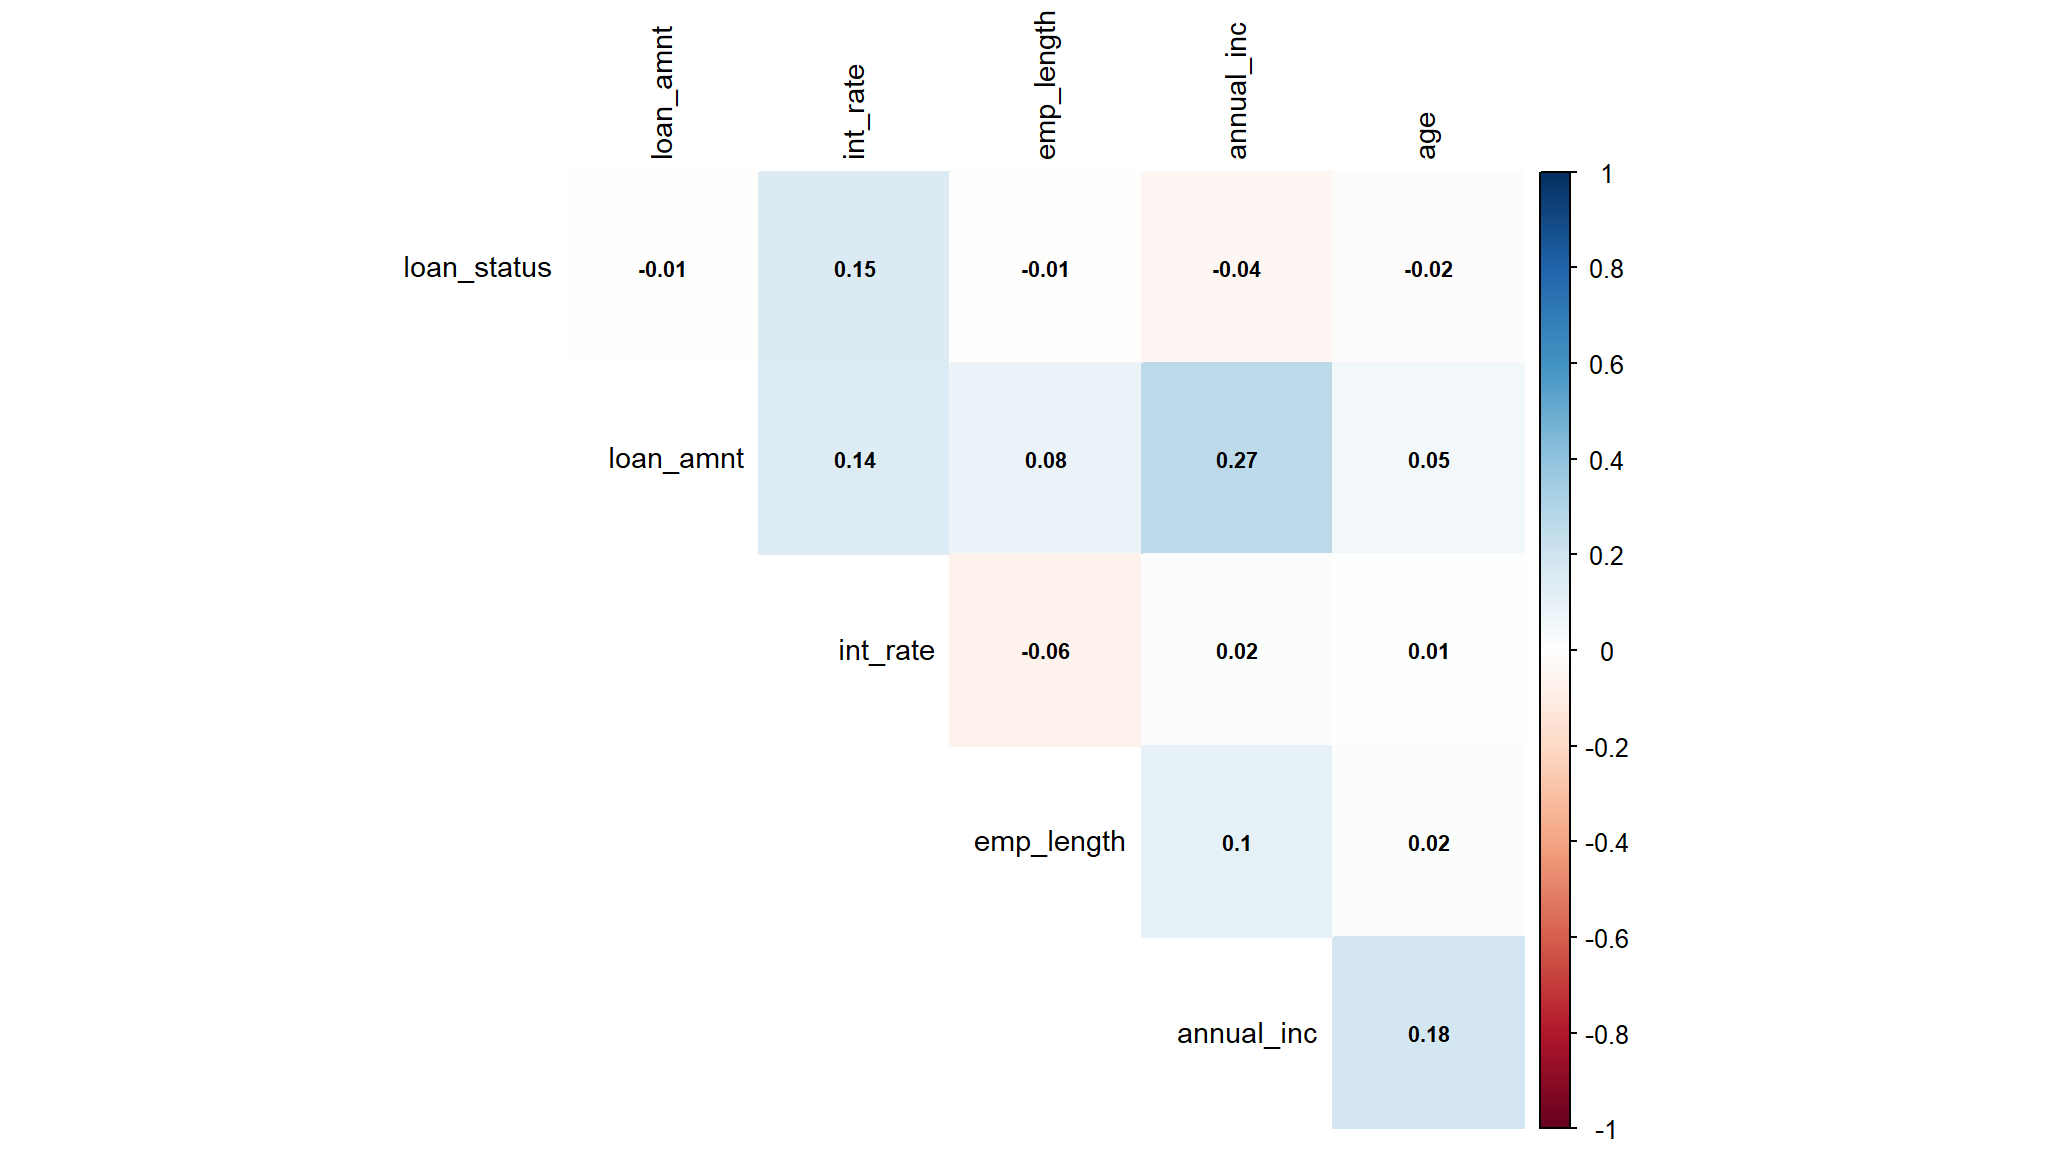 loan_amnt
int_rate
emp_length
annual_inc
age
loan_status -0.01 0.15 -0.01 -0.04 -0.02
loan_amnt 0.14 0.08 0.27 0.05
int_rate -0.06 0.02 0.01
emp_length 0.1 0.02
annual_inc 0.18
1
0.8
0.6
0.4
0.2
0
-0.2
-0.4
-0.6
-0.8
-1